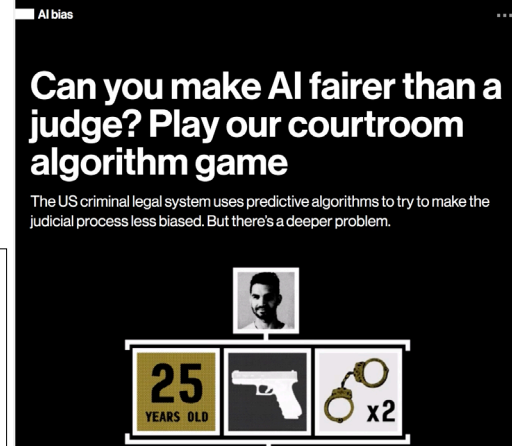 AI bias
Can you make AI fairer than a
judge? Play our courtroom
algorithm game
The US criminal legal system uses predictive algorithms to try to make the
judicial process less biased. But there's a deeper problem.
25
YEARS OLD
x2